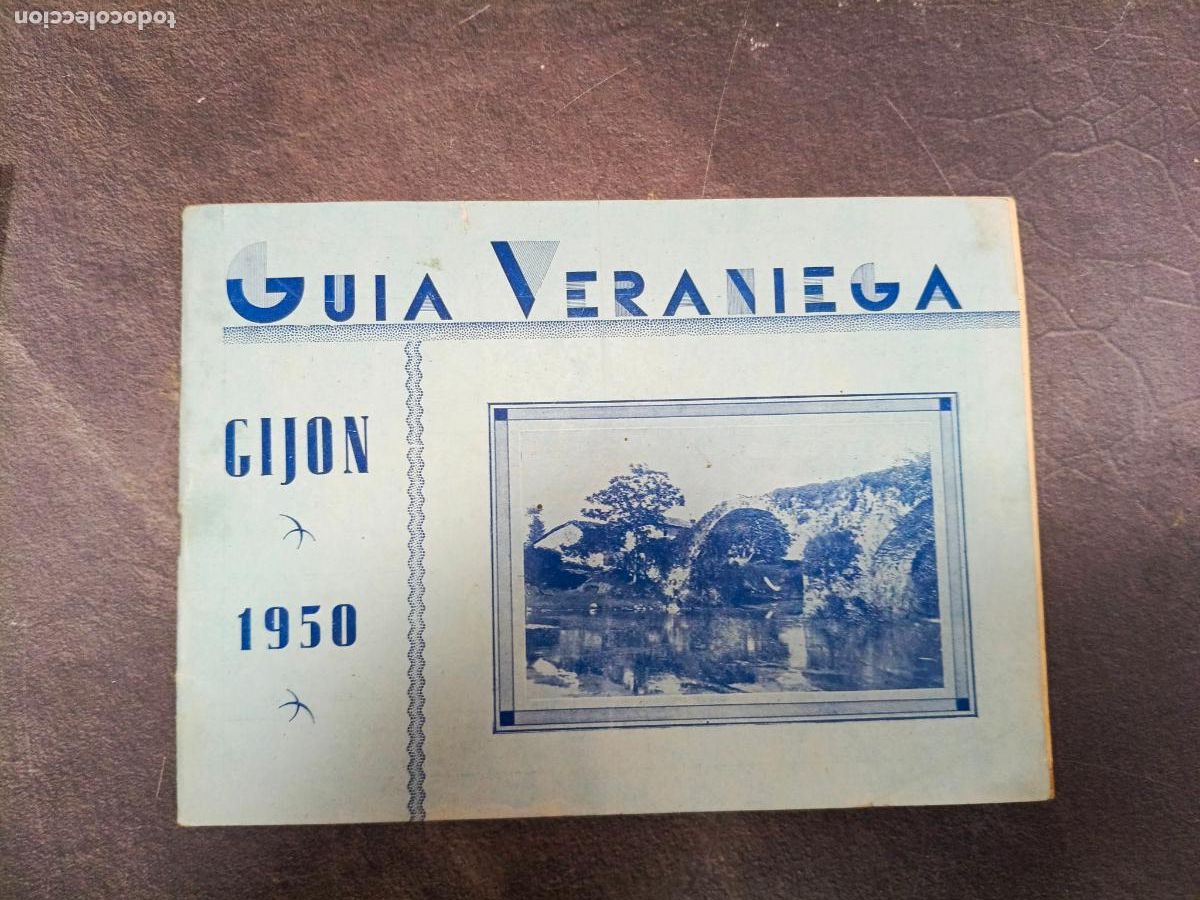 todocoleccion
GUIA VERANIEGA
GIJON
1950